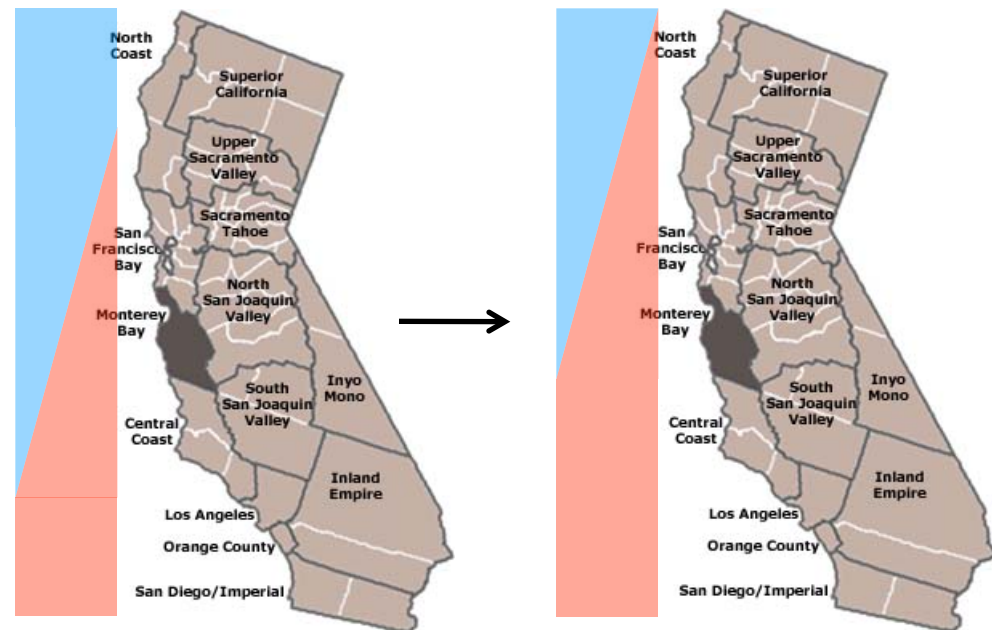 North
Coast
Superior
California
Upper
Sacramento
Valley
Sacramento
Tahoe
San
Francisco
Bay
North
San Joaquin
Valley
Monterey
Bay
Inyo
Mono
South
San Joaquin
Valley
Central
Coast
Inland
Empire
Los Angeles
Orange County
San Diego/Imperial
North
Coast
Superior
California
Upper
Sacramento
Valley
Sacramento
Tahoe
San
Francisco
Bay
North
San Joaquin
Valley
Monterey
Bay
Inyo
Mono
South
San Joaquin
Valley
Central
Coast
Inland
Empire
Los Angeles
Orange County
San Diego/Imperial